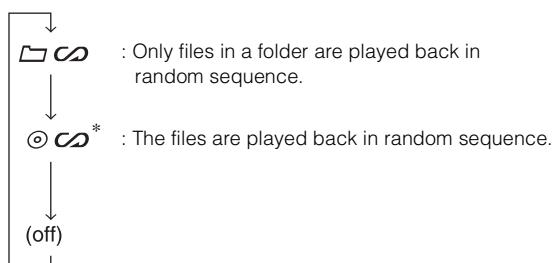 : Only files in a folder are played back in
random sequence.
* : The files are played back in random sequence.
(off)